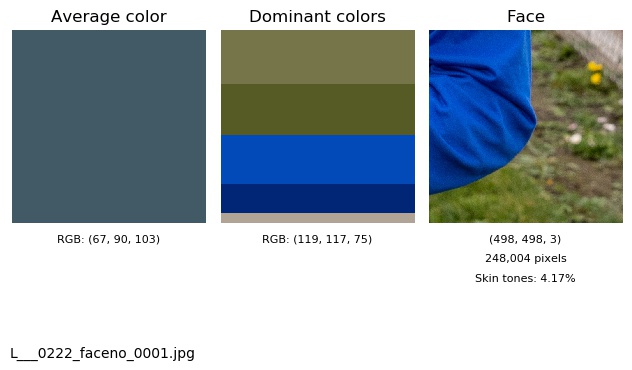 Average color
Dominant colors
Face
RGB: (67, 90, 103)
RGB: (119, 117, 75)
(498, 498, 3)
248,004 pixels
Skin tones: 4.17%
L___0222_faceno_0001.jpg